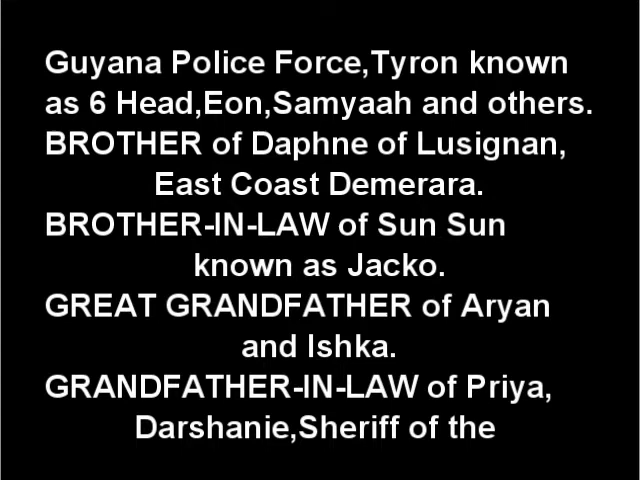 Guyana Police Force,Tyron known
as 6 Head,Eon,Samyaah and others.
BROTHER of Daphne of Lusignan,
East Coast Demerara.
BROTHER-IN-LAW of Sun Sun
known as Jacko.
GREAT GRANDFATHER of Aryan
and Ishka.
GRANDFATHER-IN-LAW of Priya,
Darshanie,Sheriff of the